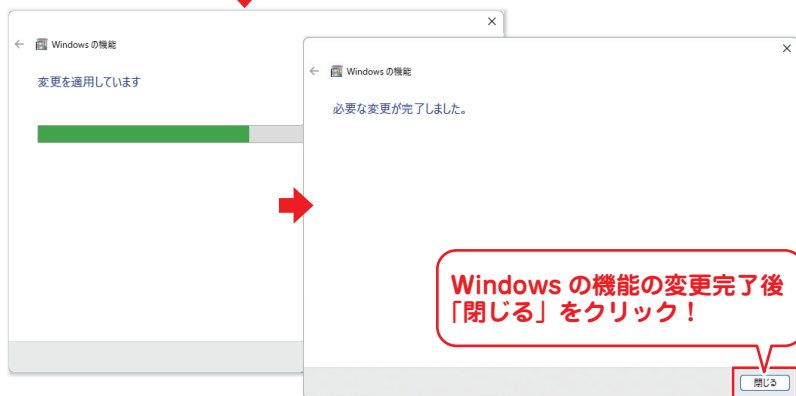 Windows の機能
変更を適用しています
Windows の機能
必要な変更が完了しました。
Windows の機能の変更完了後
「閉じる」をクリック！
閉じる